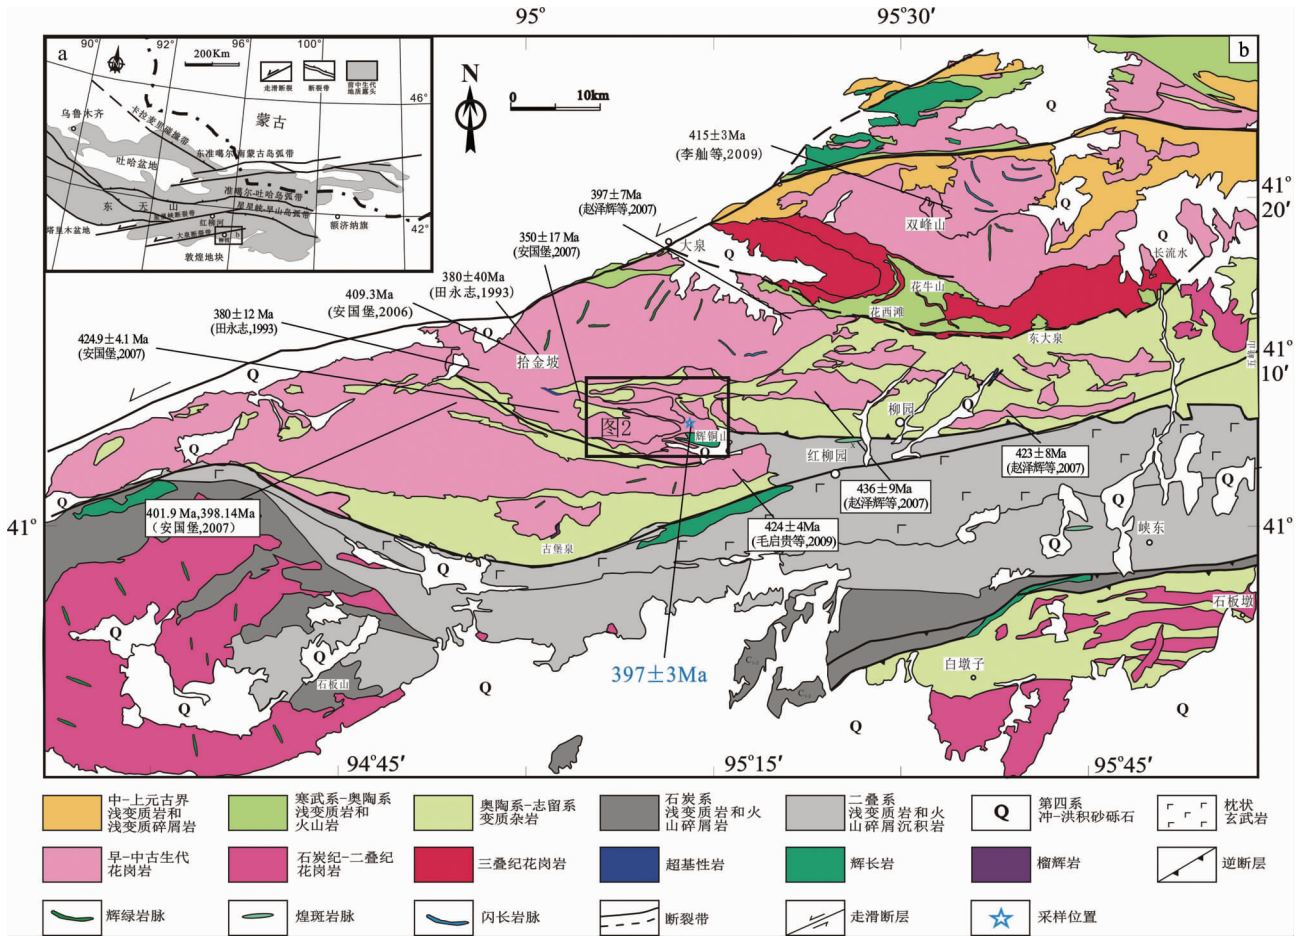 95°
95°30′
a
90°
92°
94°
96°
100°
200Km
走滑断裂
断裂带
前中生代
地质露头
46°
乌鲁木齐
卡拉麦里碰撞带
蒙古
吐哈盆地
东准噶尔-南蒙古岛弧带
准噶尔-吐哈岛弧带
东天山
星星峡-旱山岛弧带
红柳河
塔里木盆地
额济纳旗
42°
敦煌地块
N
0
10km
b
Q
415±3Ma
(李舢等,2009)
397±7Ma
(赵泽辉等,2007)
350±17 Ma
(安国堡,2007)
380±40Ma
(田永志,1993)
409.3Ma
(安国堡,2006)
380±12 Ma
(田永志,1993)
424.9±4.1 Ma
(安国堡,2007)
41°
20′
Q
双峰山
Q
长流水
大泉
Q
花牛山
花西滩
东大泉
Q
41°
10′
五峰山
拾金坡
Q
Q
Q
柳园
Q
图2
辉铜山
Q
红柳园
423±8Ma
(赵泽辉等,2007)
436±9Ma
(赵泽辉等,2007)
Q
Q
401.9 Ma,398.14Ma
(安国堡,2007)
424±4Ma
(毛启贵等,2009)
41°
41°
Q
古堡泉
Q
Q
峡东
Q
石板墩
Q
Q
石板山
白墩子
397±3Ma
Q
Q
Q
Q
94°45′
95°15′
95°45′
中-上元古界
浅变质岩和
浅变质碎屑岩
寒武系-奥陶系
浅变质岩和
火山岩
奥陶系-志留系
变质杂岩
石炭系
浅变质岩和火
山碎屑岩
二叠系
浅变质岩和火
山碎屑沉积岩
Q
第四系
冲-洪积砂砾石
枕状
玄武岩
早-中古生代
花岗岩
石炭纪-二叠纪
花岗岩
三叠纪花岗岩
超基性岩
辉长岩
榴辉岩
逆断层
辉绿岩脉
煌斑岩脉
闪长岩脉
断裂带
走滑断层
采样位置